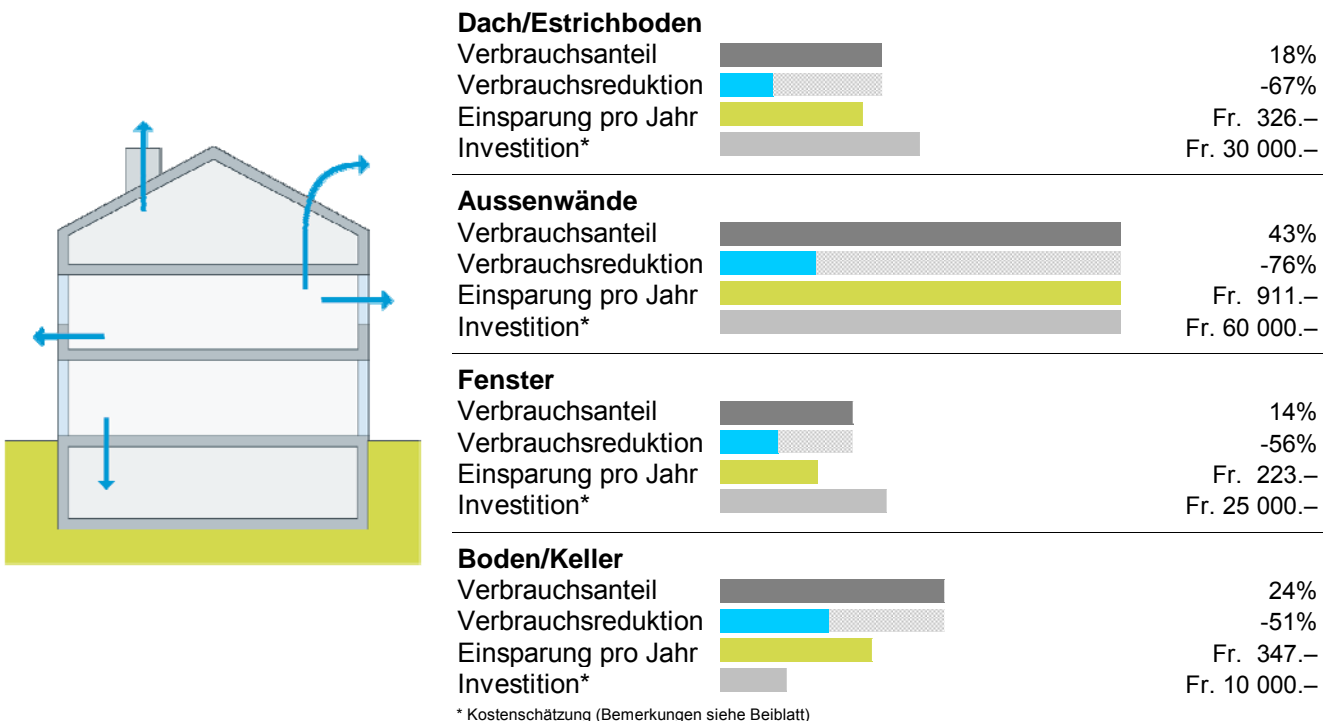 Dach/Estrichboden
Verbrauchsanteil 18%
Verbrauchsreduktion -67%
Einsparung pro Jahr Fr. 326.–
Investition* Fr. 30 000.–
Aussenwände
Verbrauchsanteil 43%
Verbrauchsreduktion -76%
Einsparung pro Jahr Fr. 911.–
Investition* Fr. 60 000.–
Fenster
Verbrauchsanteil 14%
Verbrauchsreduktion -56%
Einsparung pro Jahr Fr. 223.–
Investition* Fr. 25 000.–
Boden/Keller
Verbrauchsanteil 24%
Verbrauchsreduktion -51%
Einsparung pro Jahr Fr. 347.–
Investition* Fr. 10 000.–
* Kostenschätzung (Bemerkungen siehe Beiblatt)